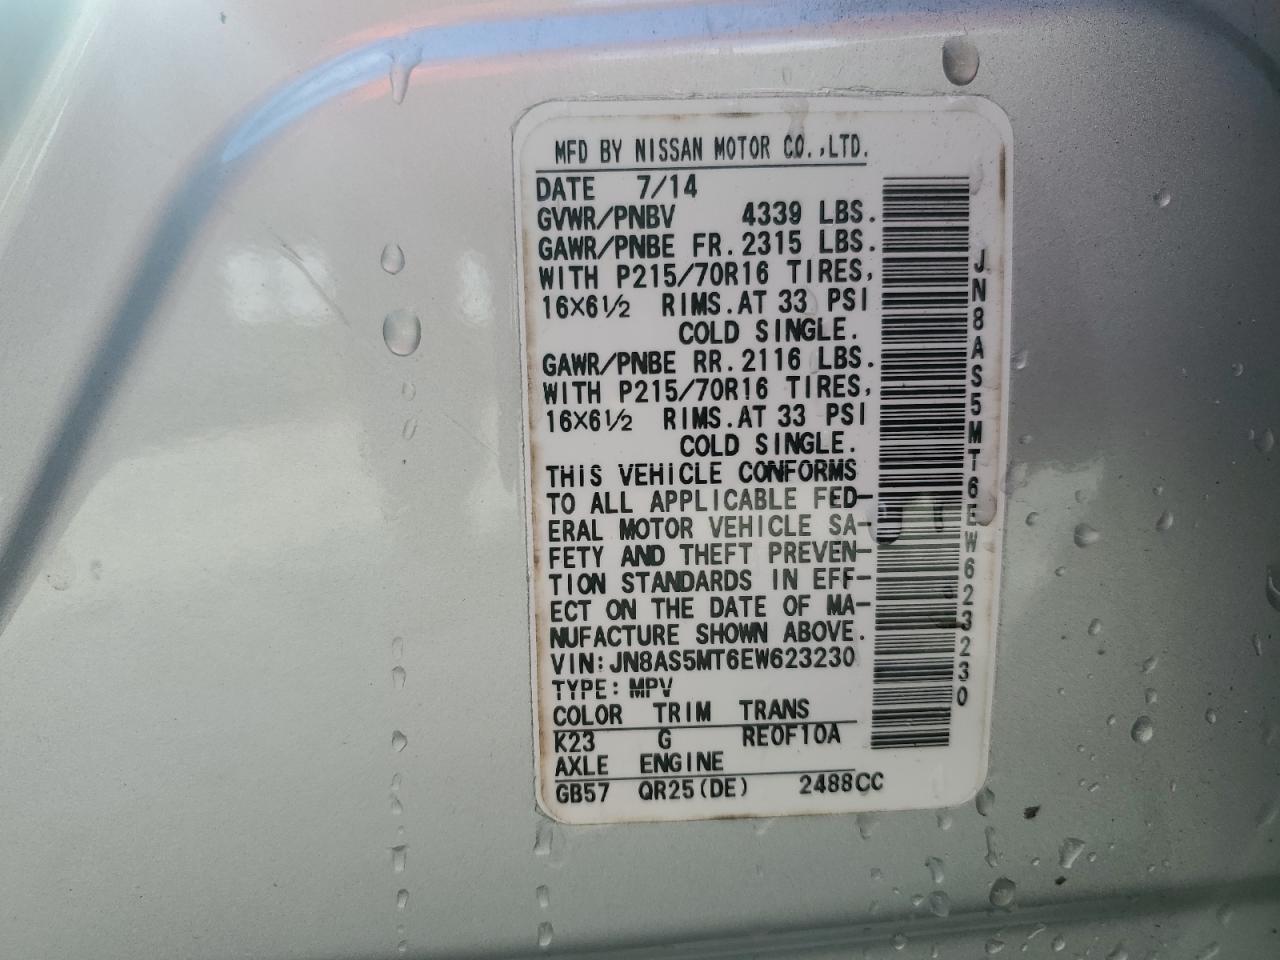 MFD BY NISSAN MOTOR CO.,LTD.
DATE 7/14
GVWR/PNBV 4339 LBS.
GAWR/PNBE FR.2315 LBS.
WITH P215/70R16 TIRES,
16×6½ RIMS.AT 33 PSI
COLD SINGLE.
GAWR/PNBE RR.2116 LBS.
WITH P215/70R16 TIRES,
16×6½ RIMS.AT 33 PSI
COLD SINGLE.
THIS VEHICLE CONFORMS
TO ALL APPLICABLE FED-
ERAL MOTOR VEHICLE SA-
FETY AND THEFT PREVEN-
TION STANDARDS IN EFF-
ECT ON THE DATE OF MA-
NUFACTURE SHOWN ABOVE.
VIN:JN8AS5MT6EW623230
TYPE:MPV
COLOR TRIM TRANS
K23 G RE0F10A
AXLE ENGINE
GB57 QR25(DE) 2488CC
JN8AS5MT6EW623230